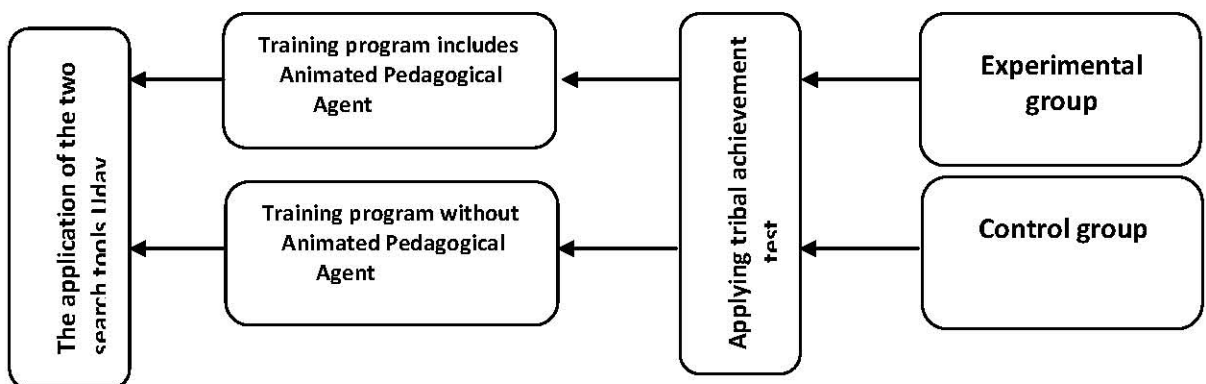 The application of the two
search tools
Training program includes
Animated Pedagogical
Agent
Training program without
Animated Pedagogical
Agent
Applying tribal achievement
test
Experimental
group
Control group